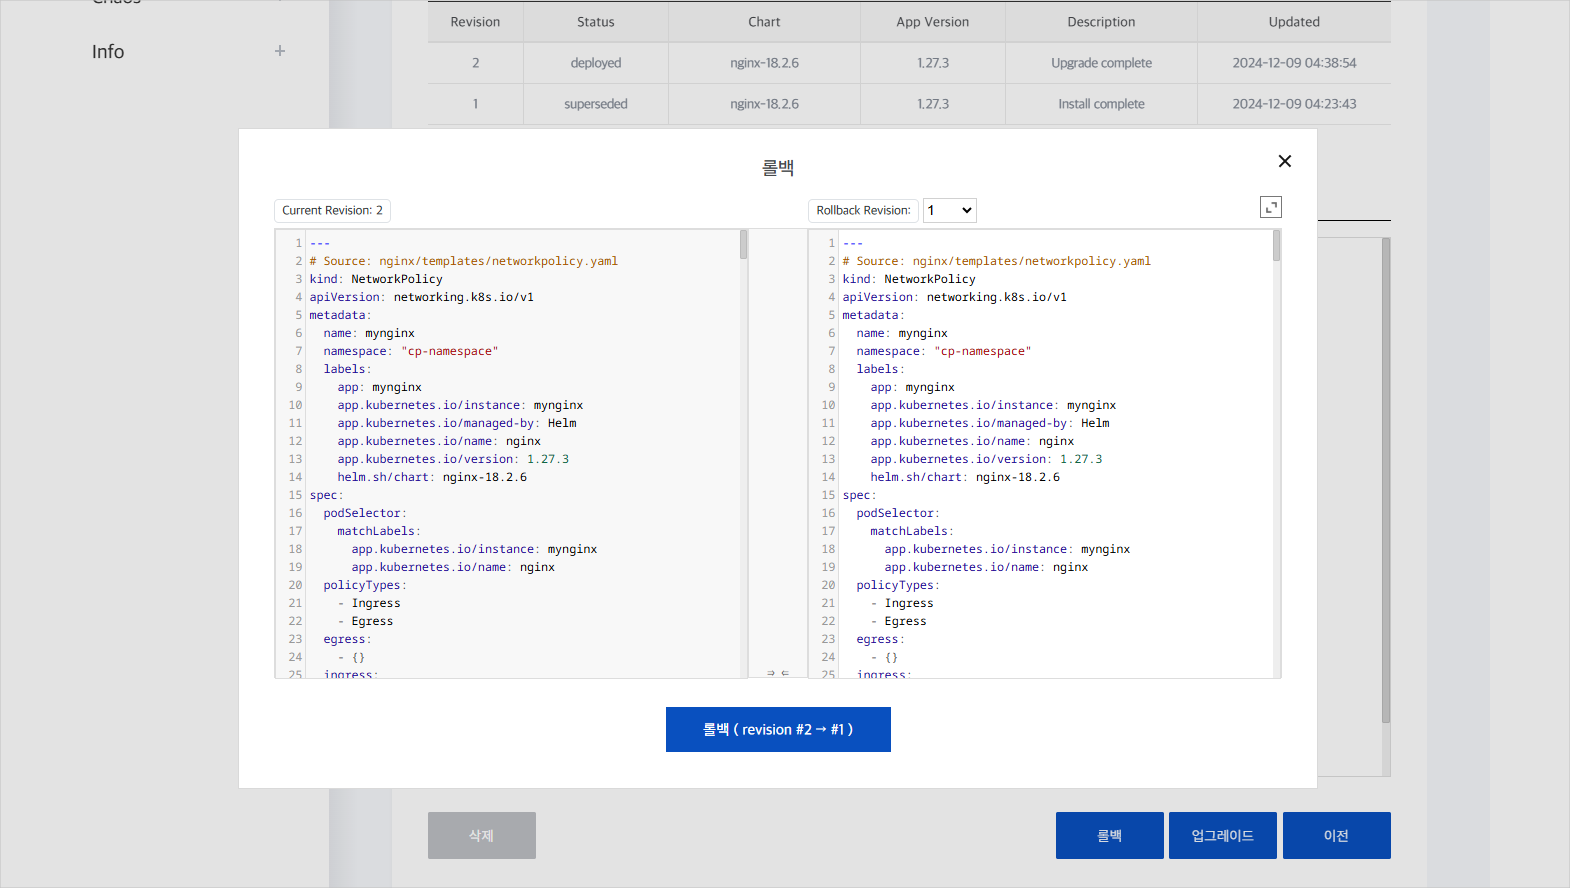 Chaos
Info +
Revision Status Chart App Version Description Updated
2 deployed nginx-18.2.6 1.27.3 Upgrade complete 2024-12-09 04:38:54
1 superseded nginx-18.2.6 1.27.3 Install complete 2024-12-09 04:23:43
롤백
Current Revision: 2
Rollback Revision: 1
1 ---
2 # Source: nginx/templates/networkpolicy.yaml
3 kind: NetworkPolicy
4 apiVersion: networking.k8s.io/v1
5 metadata:
6   name: mynginx
7   namespace: "cp-namespace"
8   labels:
9     app: mynginx
10     app.kubernetes.io/instance: mynginx
11     app.kubernetes.io/managed-by: Helm
12     app.kubernetes.io/name: nginx
13     app.kubernetes.io/version: 1.27.3
14     helm.sh/chart: nginx-18.2.6
15 spec:
16   podSelector:
17     matchLabels:
18       app.kubernetes.io/instance: mynginx
19       app.kubernetes.io/name: nginx
20   policyTypes:
21     - Ingress
22     - Egress
23   egress:
24     - {}
25   ingress:
⇉ ⇇
1 ---
2 # Source: nginx/templates/networkpolicy.yaml
3 kind: NetworkPolicy
4 apiVersion: networking.k8s.io/v1
5 metadata:
6   name: mynginx
7   namespace: "cp-namespace"
8   labels:
9     app: mynginx
10     app.kubernetes.io/instance: mynginx
11     app.kubernetes.io/managed-by: Helm
12     app.kubernetes.io/name: nginx
13     app.kubernetes.io/version: 1.27.3
14     helm.sh/chart: nginx-18.2.6
15 spec:
16   podSelector:
17     matchLabels:
18       app.kubernetes.io/instance: mynginx
19       app.kubernetes.io/name: nginx
20   policyTypes:
21     - Ingress
22     - Egress
23   egress:
24     - {}
25   ingress:
롤백 ( revision #2 → #1 )
삭제 롤백 업그레이드 이전